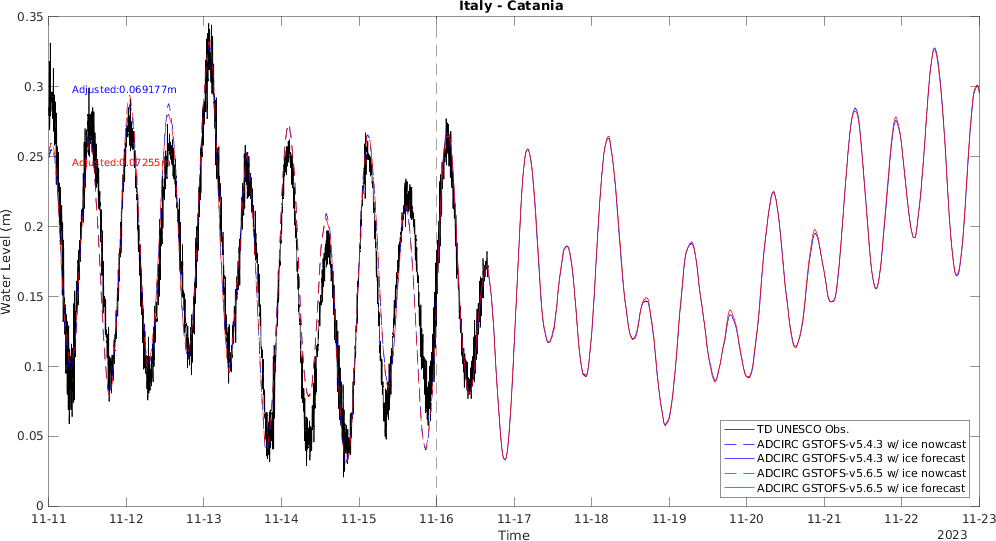 Italy - Catania
0.35
0.3
0.25
0.2
0.15
0.1
0.05
0
Water Level (m)
Adjusted:0.069177m
Adjusted:0.07255m
TD UNESCO Obs.
ADCIRC GSTOFS-v5.4.3 w/ ice nowcast
ADCIRC GSTOFS-v5.4.3 w/ ice forecast
ADCIRC GSTOFS-v5.6.5 w/ ice nowcast
ADCIRC GSTOFS-v5.6.5 w/ ice forecast
11-11 11-12 11-13 11-14 11-15 11-16 11-17 11-18 11-19 11-20 11-21 11-22 11-23
Time
2023